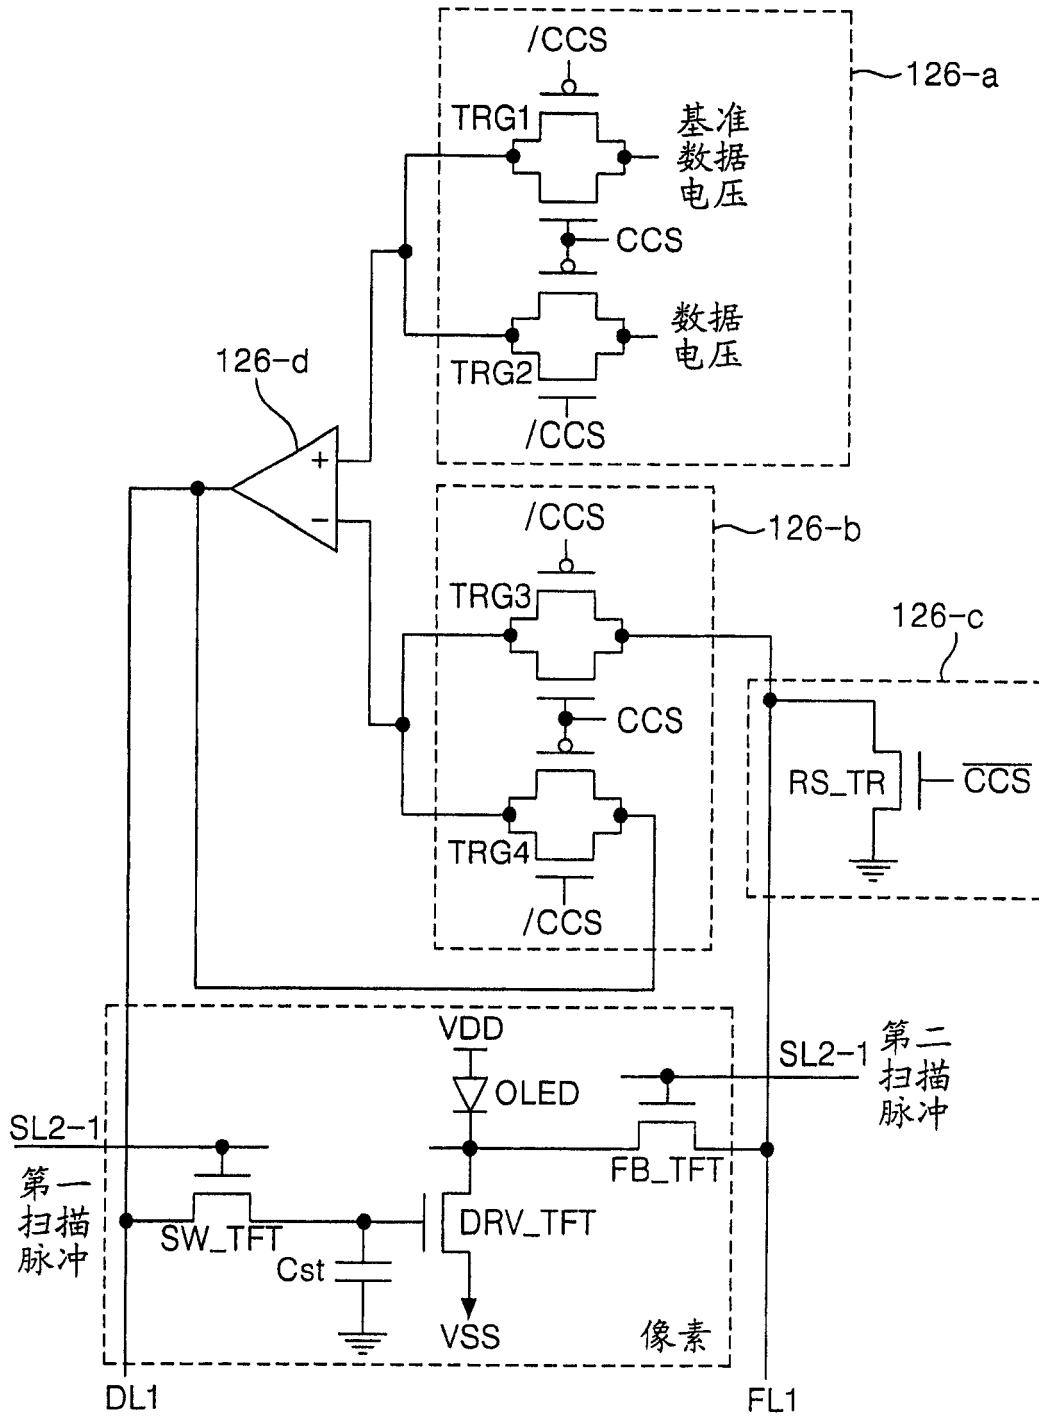 /CCS
126-a
TRG1
基准
数据
电压
CCS
数据
电压
TRG2
/CCS
126-d
+
−
/CCS
126-b
TRG3
126-c
CCS
RS_TR
CCS
TRG4
/CCS
VDD
OLED
SL2-1
第二
扫描
脉冲
SL2-1
第一
扫描
脉冲
FB_TFT
SW_TFT
DRV_TFT
Cst
VSS
像素
DL1
FL1